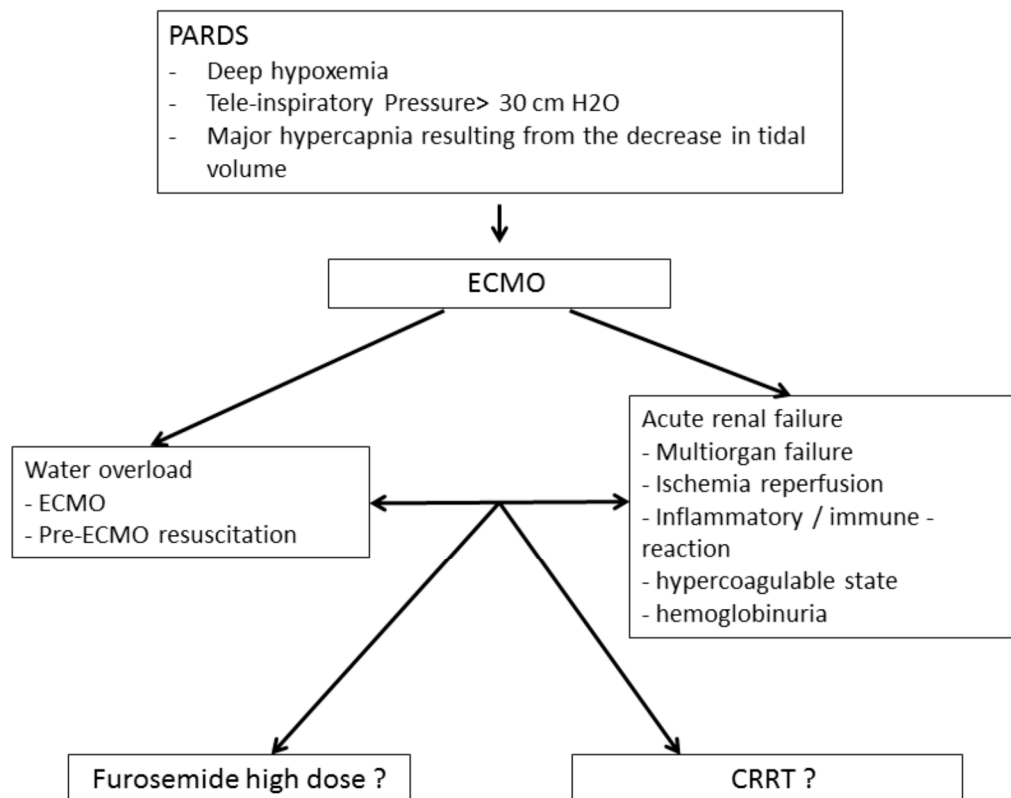 PARDS
- Deep hypoxemia
- Tele-inspiratory Pressure> 30 cm H2O
- Major hypercapnia resulting from the decrease in tidal
volume
ECMO
Water overload
- ECMO
- Pre-ECMO resuscitation
Acute renal failure
- Multiorgan failure
- Ischemia reperfusion
- Inflammatory / immune -
reaction
- hypercoagulable state
- hemoglobinuria
Furosemide high dose ?
CRRT ?